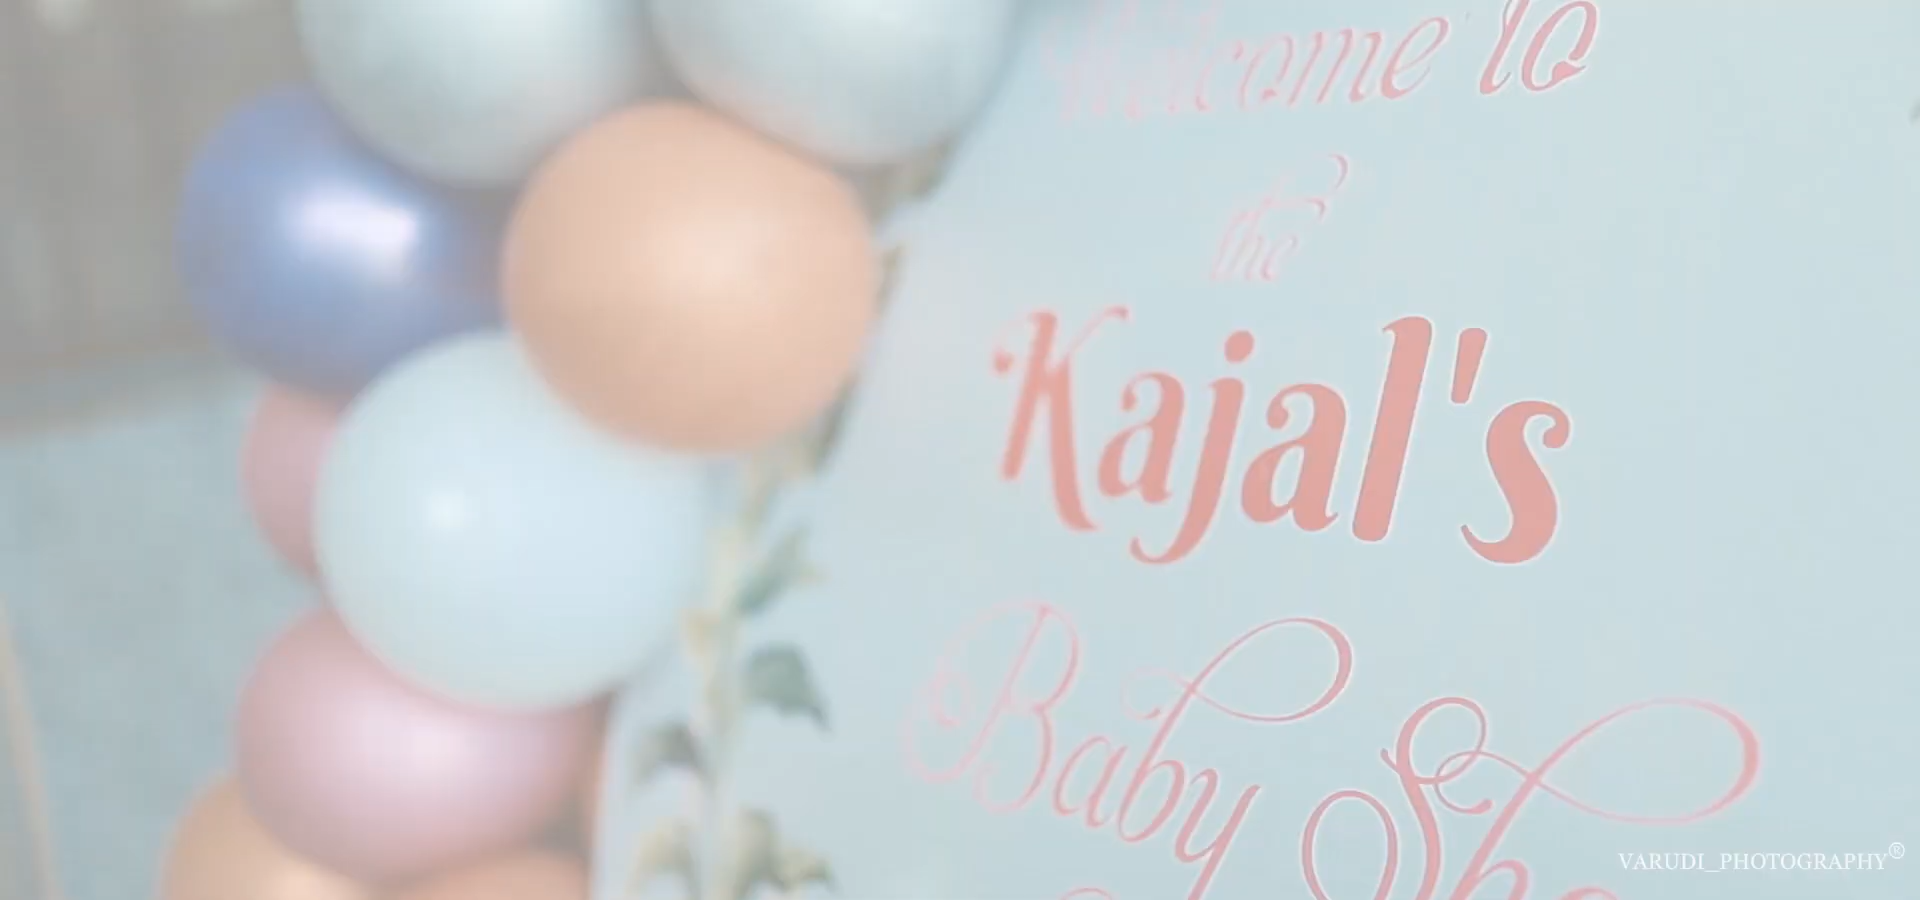 Welcome to
the
Kajal's
Baby Sho
VARUDI_PHOTOGRAPHY®